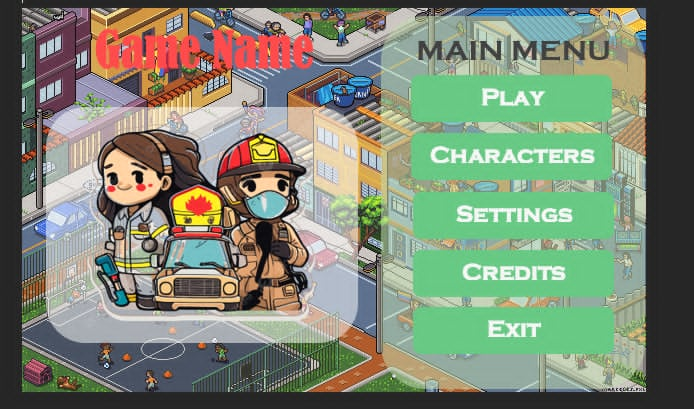 Game Name
MAIN MENU
Play
Characters
Settings
Credits
Exit